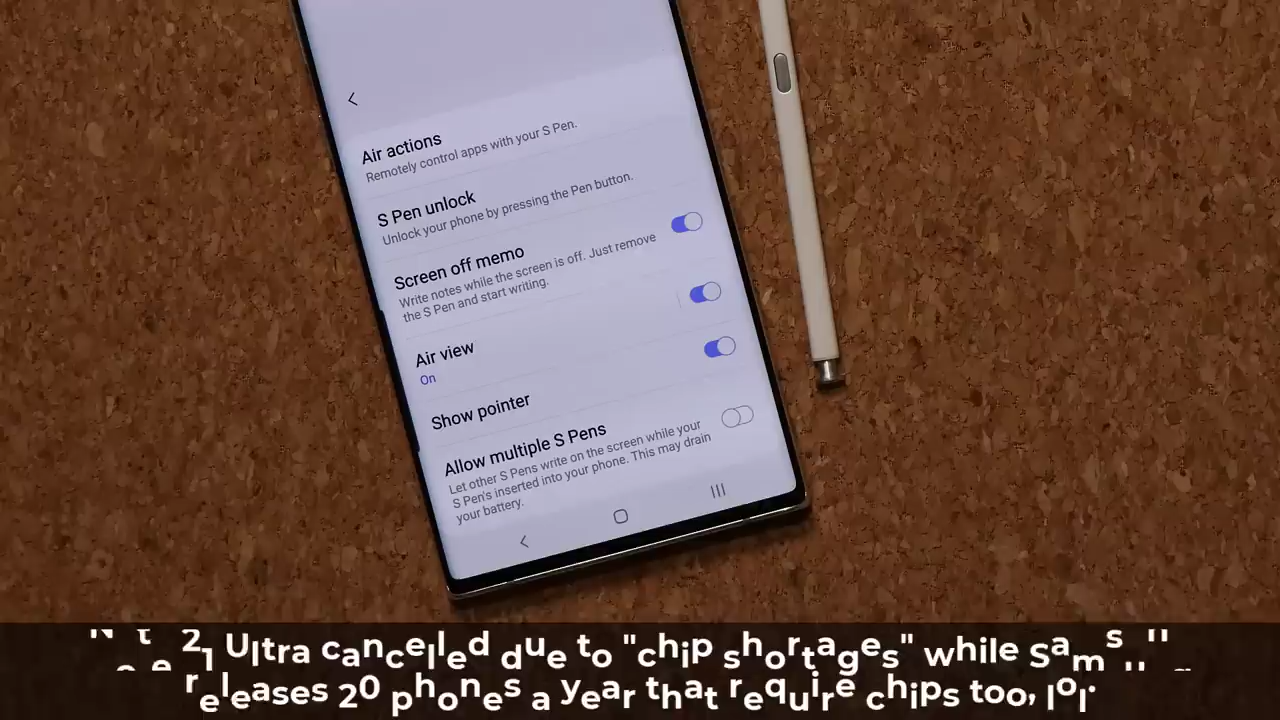 Air actions
Remotely control apps with your S Pen.
S Pen unlock
Unlock your phone by pressing the Pen button.
Screen off memo
Write notes while the screen is off. Just remove
the S Pen and start writing.
Air view
On
Show pointer
Allow multiple S Pens
Let other S Pens write on the screen while your
S Pen's inserted into your phone. This may drain
your battery.
21 Ultra cancelled due to "chip shortages" while
releases 20 phones a year that require chips too, lol